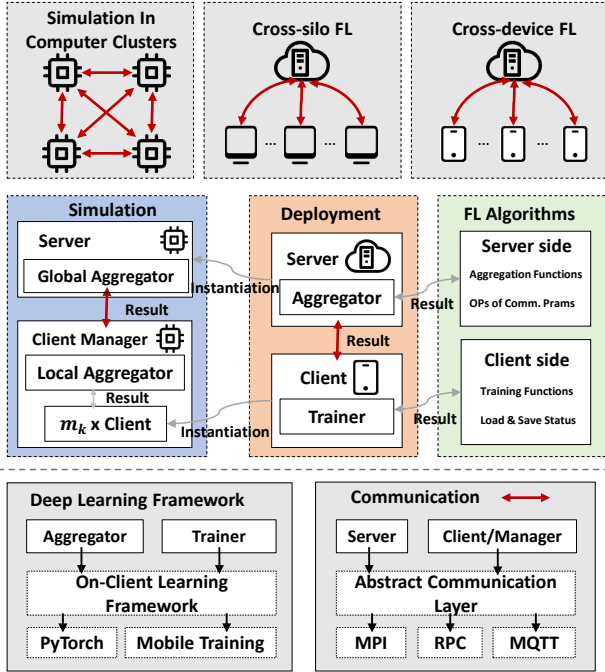 Simulation In
Computer Clusters
Cross-silo FL
... ...
Cross-device FL
... ...
Simulation
Server
Global Aggregator
Result
Client Manager
Local Aggregator
Result
m_k x Client
Instantiation
Instantiation
Deployment
Server
Aggregator
Result
Client
Trainer
Result
Result
FL Algorithms
Server side
Aggregation Functions
OPs of Comm. Prams
Client side
Training Functions
Load & Save Status
Deep Learning Framework
Aggregator
Trainer
On-Client Learning
Framework
PyTorch
Mobile Training
Communication
Server
Client/Manager
Abstract Communication
Layer
MPI
RPC
MQTT